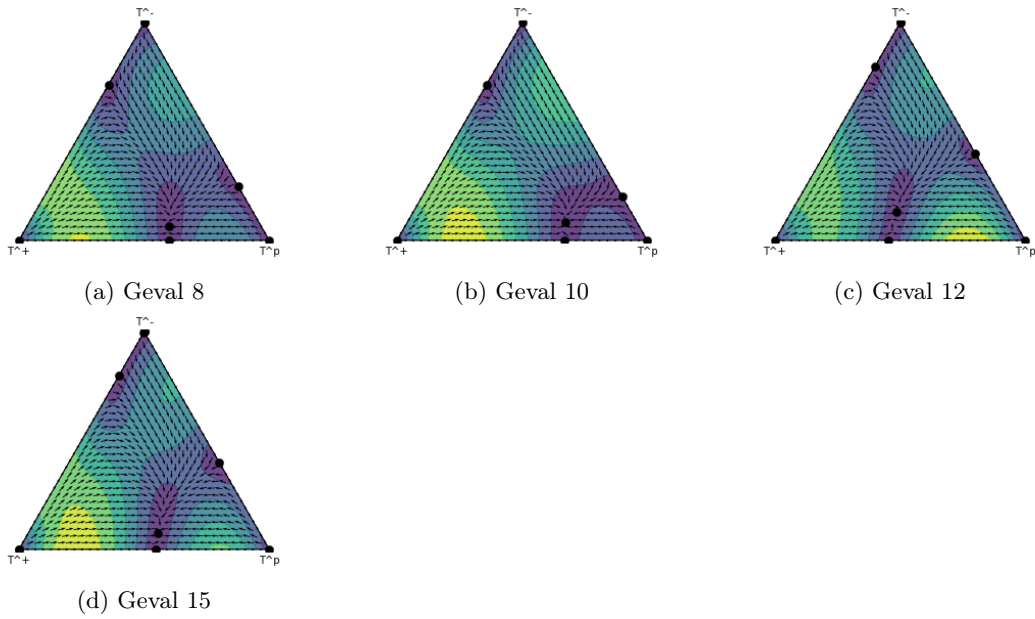 T^-
T^-
T^-
T^+
T^p
T^+
T^p
T^+
T^p
(a) Geval 8
(b) Geval 10
(c) Geval 12
T^-
T^+
T^p
(d) Geval 15